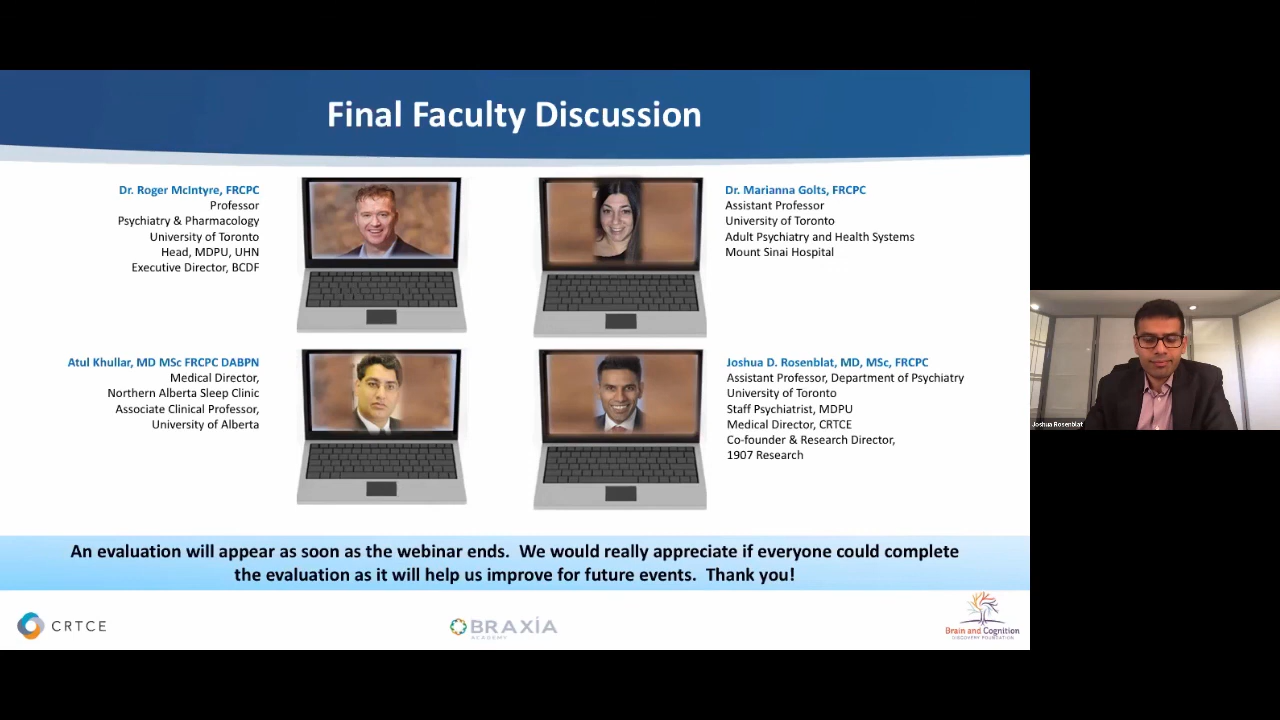 Final Faculty Discussion
Dr. Roger McIntyre, FRCPC
Professor
Psychiatry & Pharmacology
University of Toronto
Head, MDPU, UHN
Executive Director, BCDF
Dr. Marianna Golts, FRCPC
Assistant Professor
University of Toronto
Adult Psychiatry and Health Systems
Mount Sinai Hospital
Atul Khullar, MD MSc FRCPC DABPN
Medical Director,
Northern Alberta Sleep Clinic
Associate Clinical Professor,
University of Alberta
Joshua D. Rosenblat, MD, MSc, FRCPC
Assistant Professor, Department of Psychiatry
University of Toronto
Staff Psychiatrist, MDPU
Medical Director, CRTCE
Co-founder & Research Director,
1907 Research
Joshua Rosenblat
An evaluation will appear as soon as the webinar ends.  We would really appreciate if everyone could complete
the evaluation as it will help us improve for future events.  Thank you!
CRTCE
BRAXÍA
ACADEMY
Brain and Cognition
DISCOVERY FOUNDATION